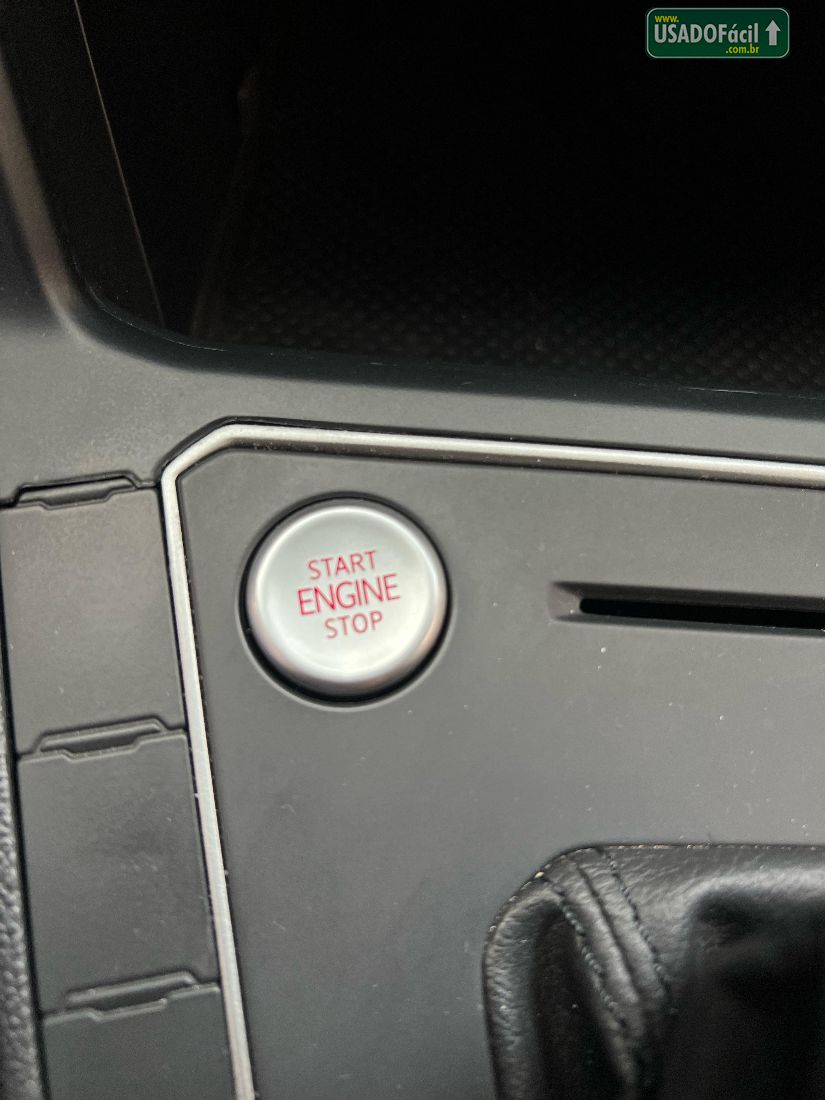 www.
USADOFácil
.com.br
START
ENGINE
STOP